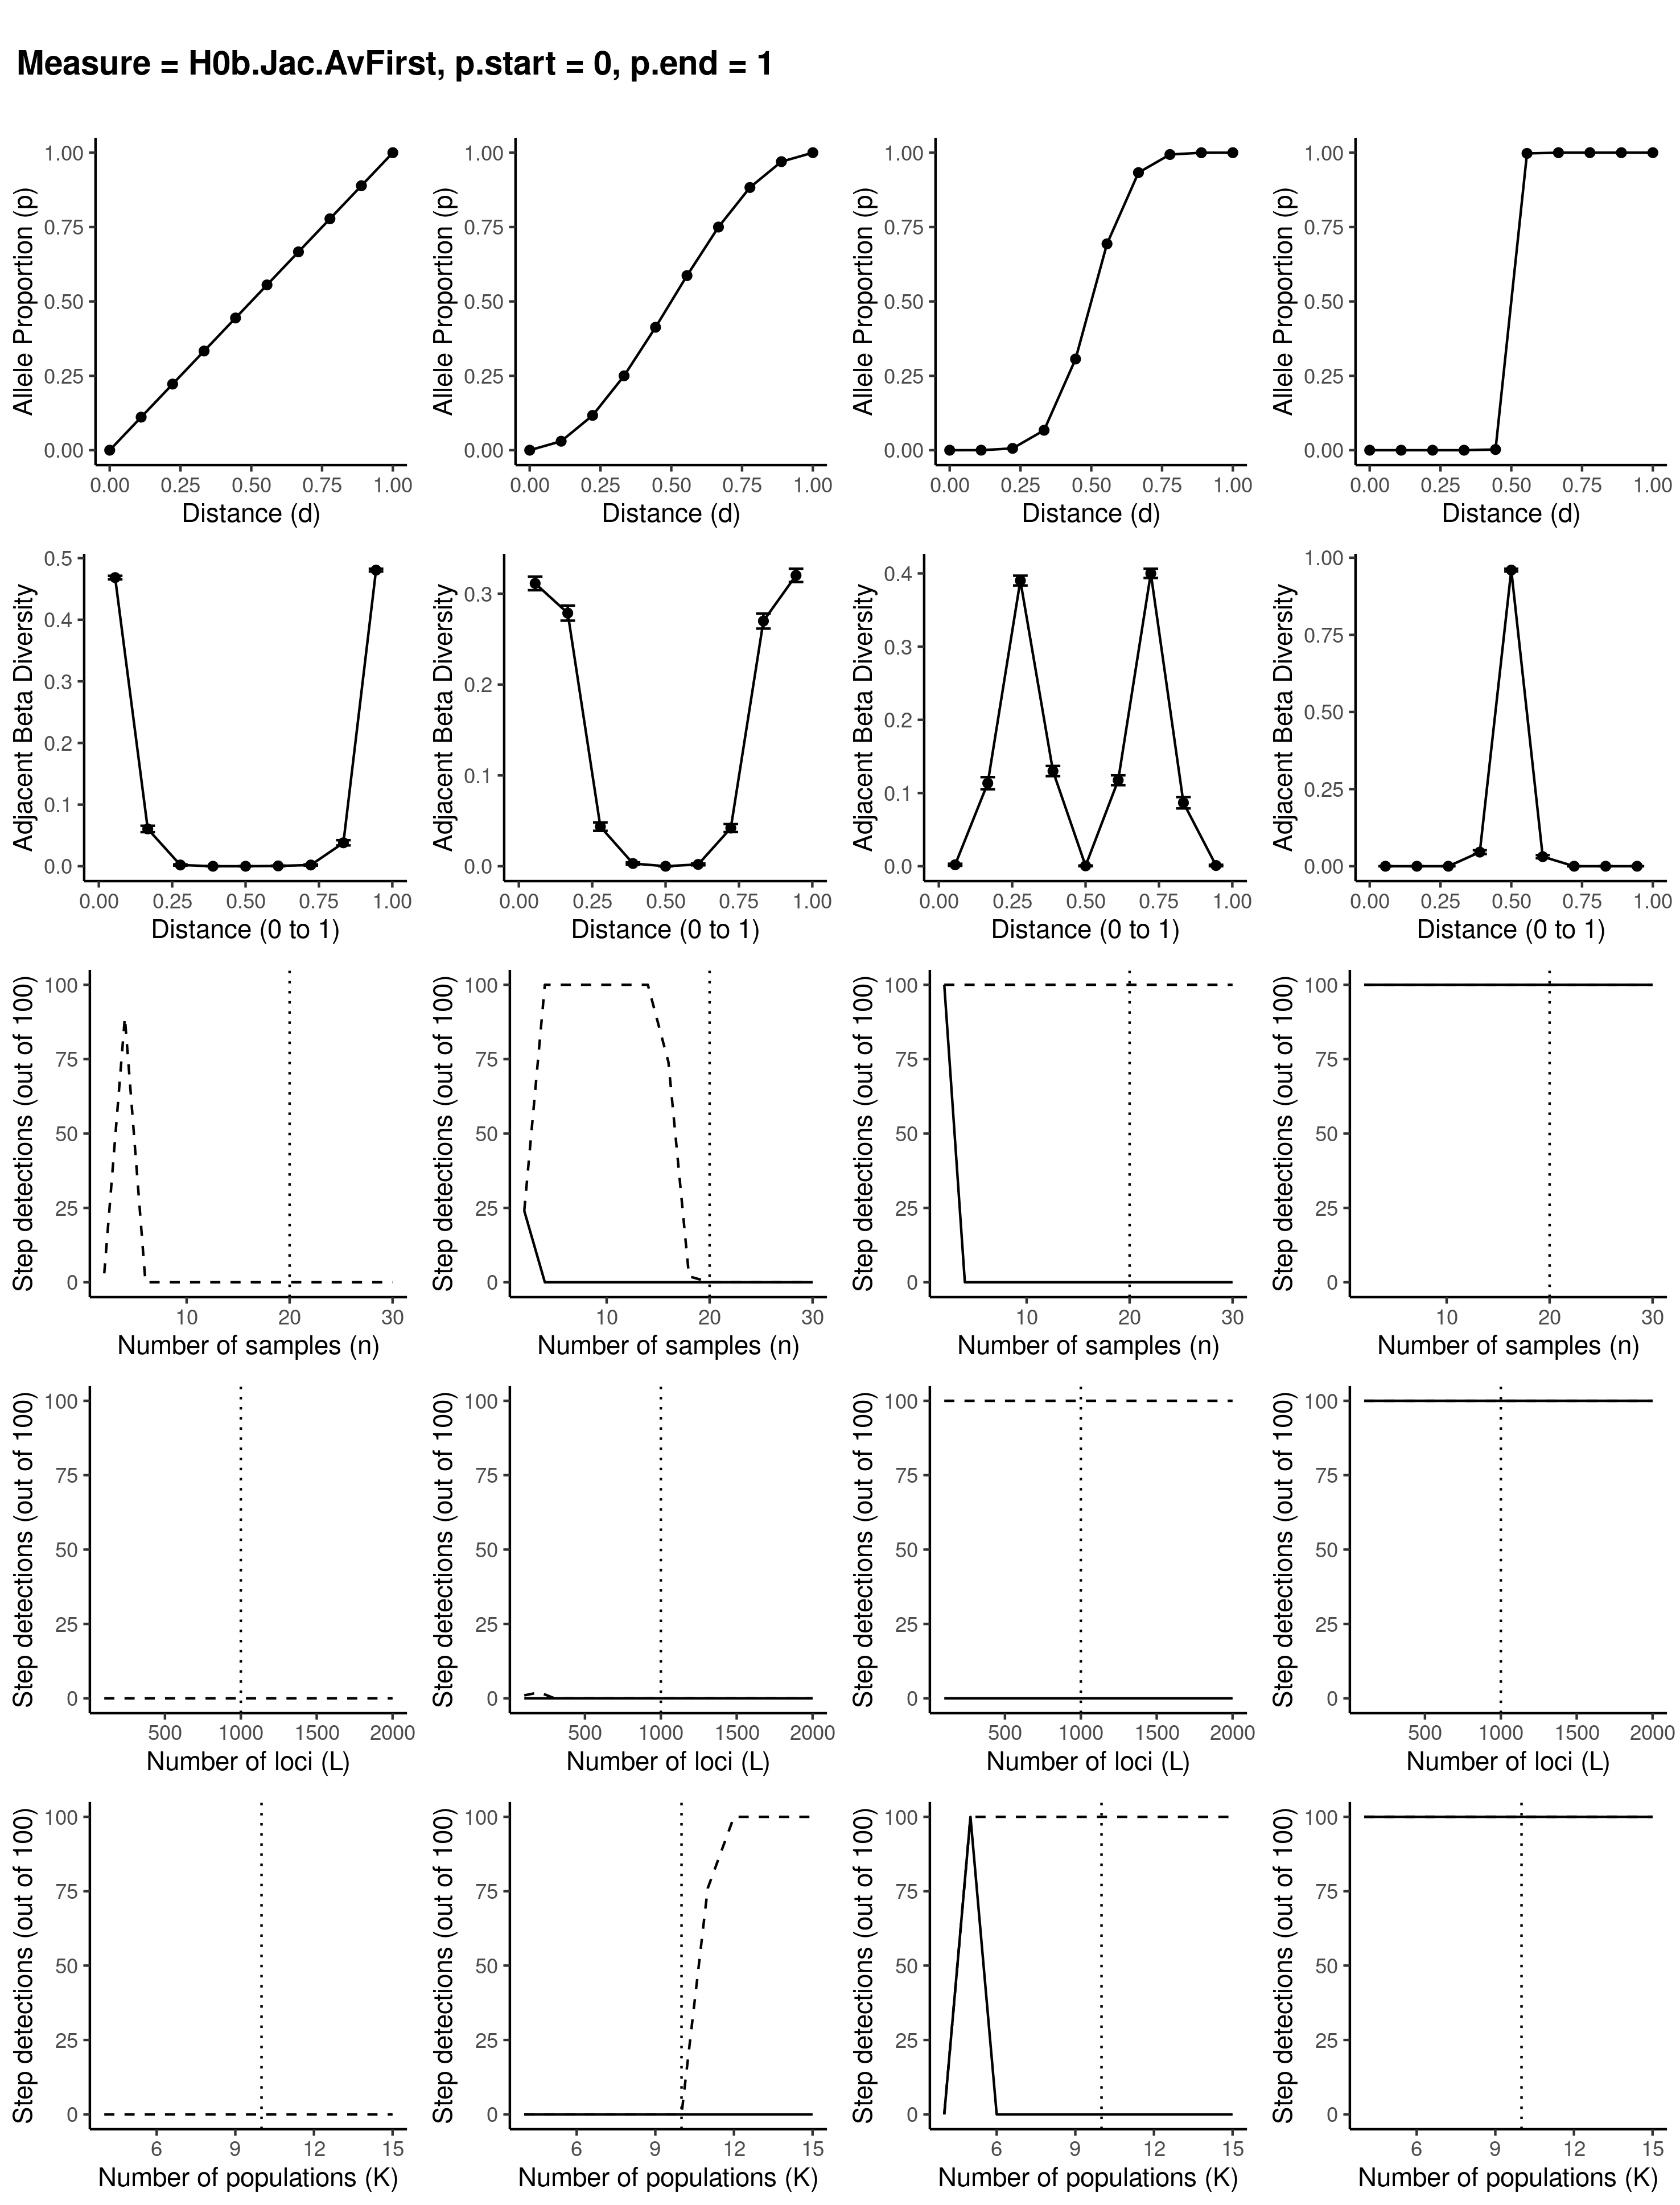 Measure = H0b.Jac.AvFirst, p.start = 0, p.end = 1
Allele Proportion (p)
1.00
0.75
0.50
0.25
0.00
0.00 0.25 0.50 0.75 1.00
Distance (d)
Allele Proportion (p)
1.00
0.75
0.50
0.25
0.00
0.00 0.25 0.50 0.75 1.00
Distance (d)
Allele Proportion (p)
1.00
0.75
0.50
0.25
0.00
0.00 0.25 0.50 0.75 1.00
Distance (d)
Allele Proportion (p)
1.00
0.75
0.50
0.25
0.00
0.00 0.25 0.50 0.75 1.00
Distance (d)
Adjacent Beta Diversity
0.5
0.4
0.3
0.2
0.1
0.0
0.00 0.25 0.50 0.75 1.00
Distance (0 to 1)
Adjacent Beta Diversity
0.3
0.2
0.1
0.0
0.00 0.25 0.50 0.75 1.00
Distance (0 to 1)
Adjacent Beta Diversity
0.4
0.3
0.2
0.1
0.0
0.00 0.25 0.50 0.75 1.00
Distance (0 to 1)
Adjacent Beta Diversity
1.00
0.75
0.50
0.25
0.00
0.00 0.25 0.50 0.75 1.00
Distance (0 to 1)
Step detections (out of 100)
100
75
50
25
0
10 20 30
Number of samples (n)
Step detections (out of 100)
100
75
50
25
0
10 20 30
Number of samples (n)
Step detections (out of 100)
100
75
50
25
0
10 20 30
Number of samples (n)
Step detections (out of 100)
100
75
50
25
0
10 20 30
Number of samples (n)
Step detections (out of 100)
100
75
50
25
0
500 1000 1500 2000
Number of loci (L)
Step detections (out of 100)
100
75
50
25
0
500 1000 1500 2000
Number of loci (L)
Step detections (out of 100)
100
75
50
25
0
500 1000 1500 2000
Number of loci (L)
Step detections (out of 100)
100
75
50
25
0
500 1000 1500 2000
Number of loci (L)
Step detections (out of 100)
100
75
50
25
0
6 9 12 15
Number of populations (K)
Step detections (out of 100)
100
75
50
25
0
6 9 12 15
Number of populations (K)
Step detections (out of 100)
100
75
50
25
0
6 9 12 15
Number of populations (K)
Step detections (out of 100)
100
75
50
25
0
6 9 12 15
Number of populations (K)